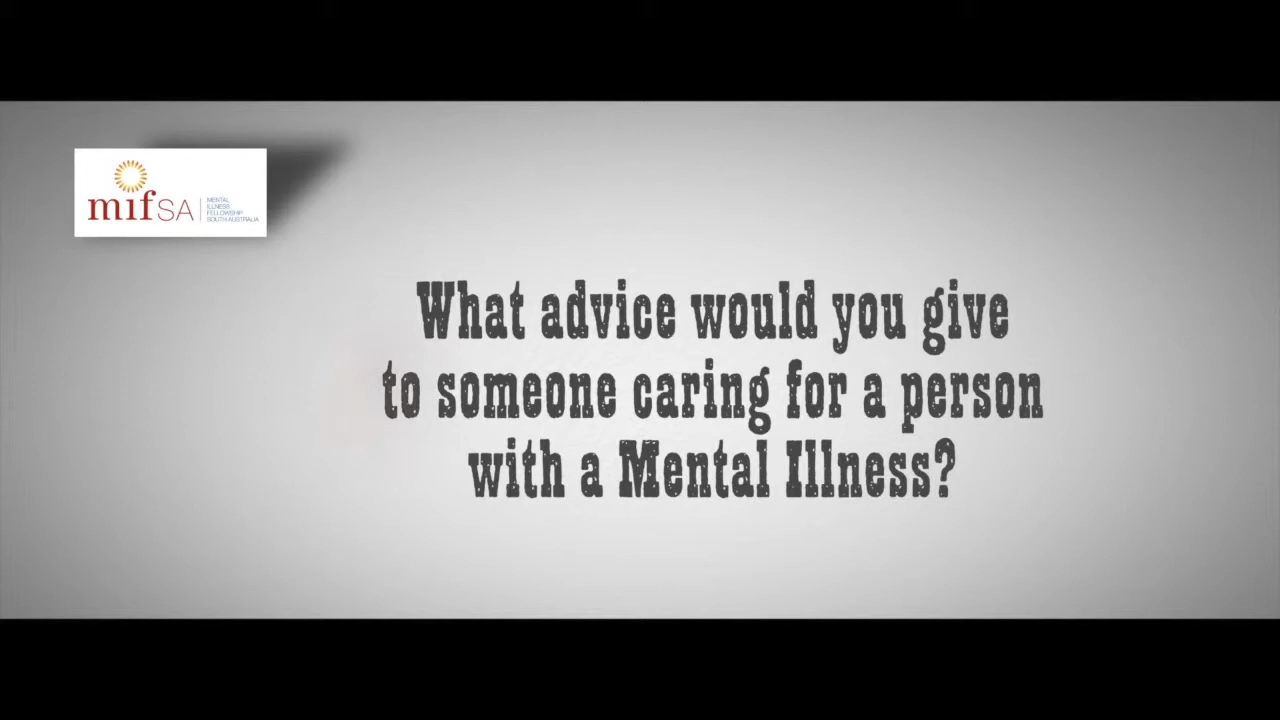 mifSA
MENTAL
ILLNESS
FELLOWSHIP
SOUTH AUSTRALIA
What advice would you give
to someone caring for a person
with a Mental Illness?